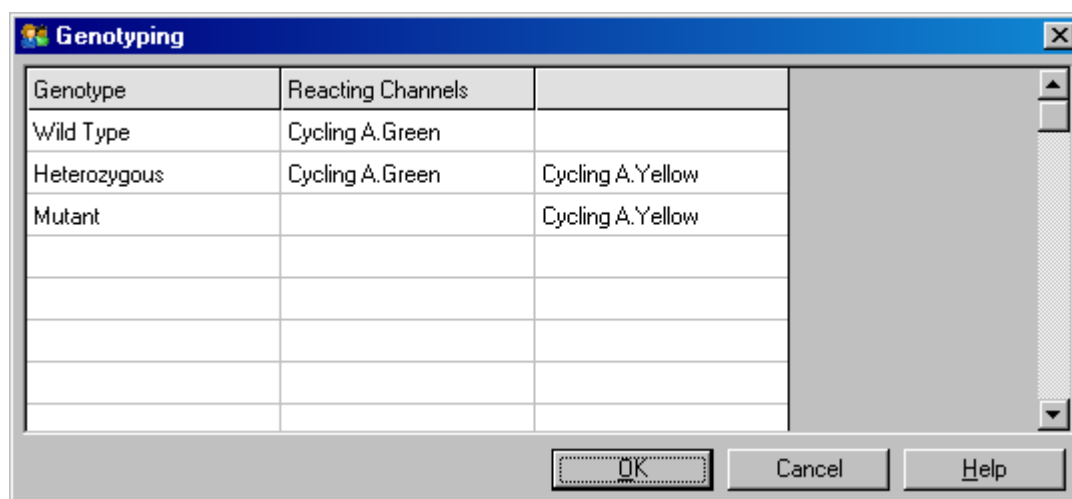 Genotyping
Genotype Reacting Channels
Wild Type Cycling A.Green
Heterozygous Cycling A.Green Cycling A.Yellow
Mutant Cycling A.Yellow
OK Cancel Help